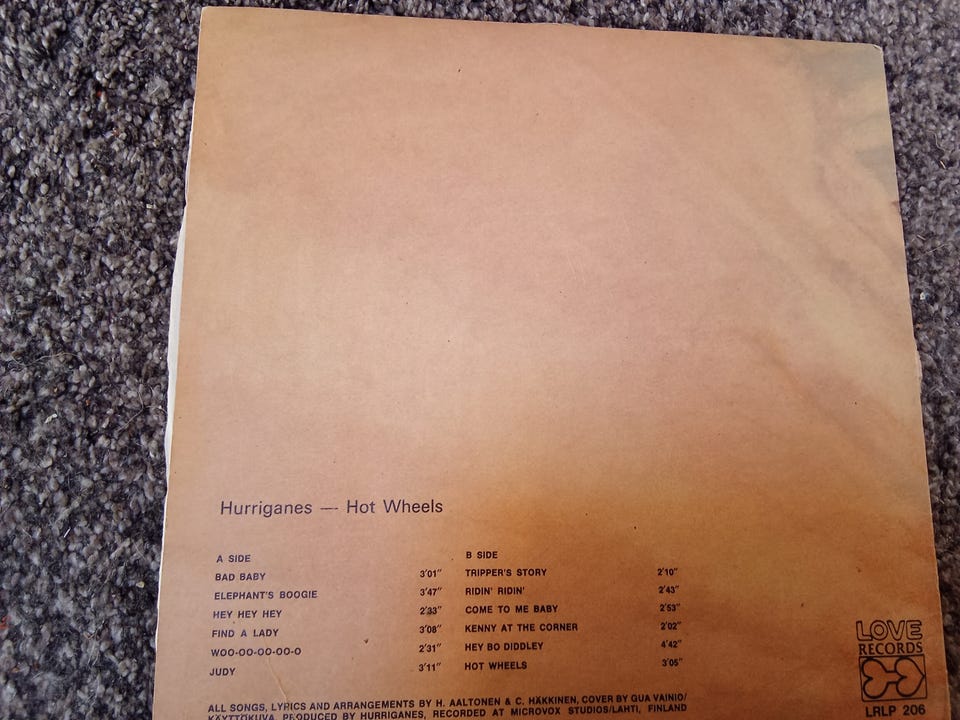 Hurriganes — Hot Wheels
A SIDE
BAD BABY 3'01"
ELEPHANT'S BOOGIE 3'47"
HEY HEY HEY 2'33"
FIND A LADY 3'08"
WOO-OO-OO-OO-O 2'31"
JUDY 3'11"
B SIDE
TRIPPER'S STORY 2'10"
RIDIN' RIDIN' 2'43"
COME TO ME BABY 2'53"
KENNY AT THE CORNER 2'02"
HEY BO DIDDLEY 4'42"
HOT WHEELS 3'05"
ALL SONGS, LYRICS AND ARRANGEMENTS BY H. AALTONEN & C. HÄKKINEN, COVER BY GUA VAINIO/
KÄYTTÖKUVA, PRODUCED BY HURRIGANES, RECORDED AT MICROVOX STUDIOS/LAHTI, FINLAND
LOVE
RECORDS
LRLP 206